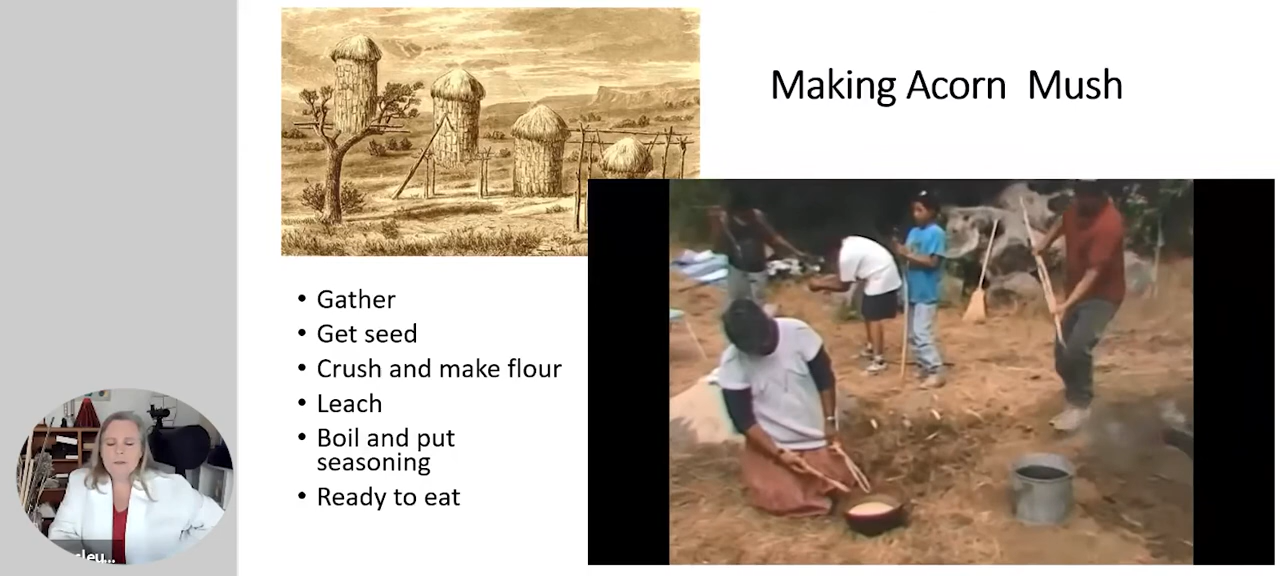 Making Acorn  Mush
• Gather
• Get seed
• Crush and make flour
• Leach
• Boil and put
seasoning
• Ready to eat